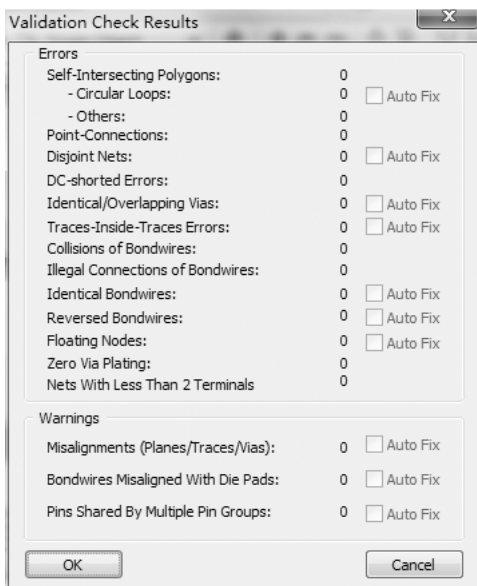 Validation Check Results
Errors
Self-Intersecting Polygons: 0
- Circular Loops: 0 Auto Fix
- Others: 0
Point-Connections: 0
Disjoint Nets: 0 Auto Fix
DC-shorted Errors: 0
Identical/Overlapping Vias: 0 Auto Fix
Traces-Inside-Traces Errors: 0 Auto Fix
Collisions of Bondwires: 0
Illegal Connections of Bondwires: 0
Identical Bondwires: 0 Auto Fix
Reversed Bondwires: 0 Auto Fix
Floating Nodes: 0 Auto Fix
Zero Via Plating: 0
Nets With Less Than 2 Terminals 0
Warnings
Misalignments (Planes/Traces/Vias): 0 Auto Fix
Bondwires Misaligned With Die Pads: 0 Auto Fix
Pins Shared By Multiple Pin Groups: 0 Auto Fix
OK Cancel